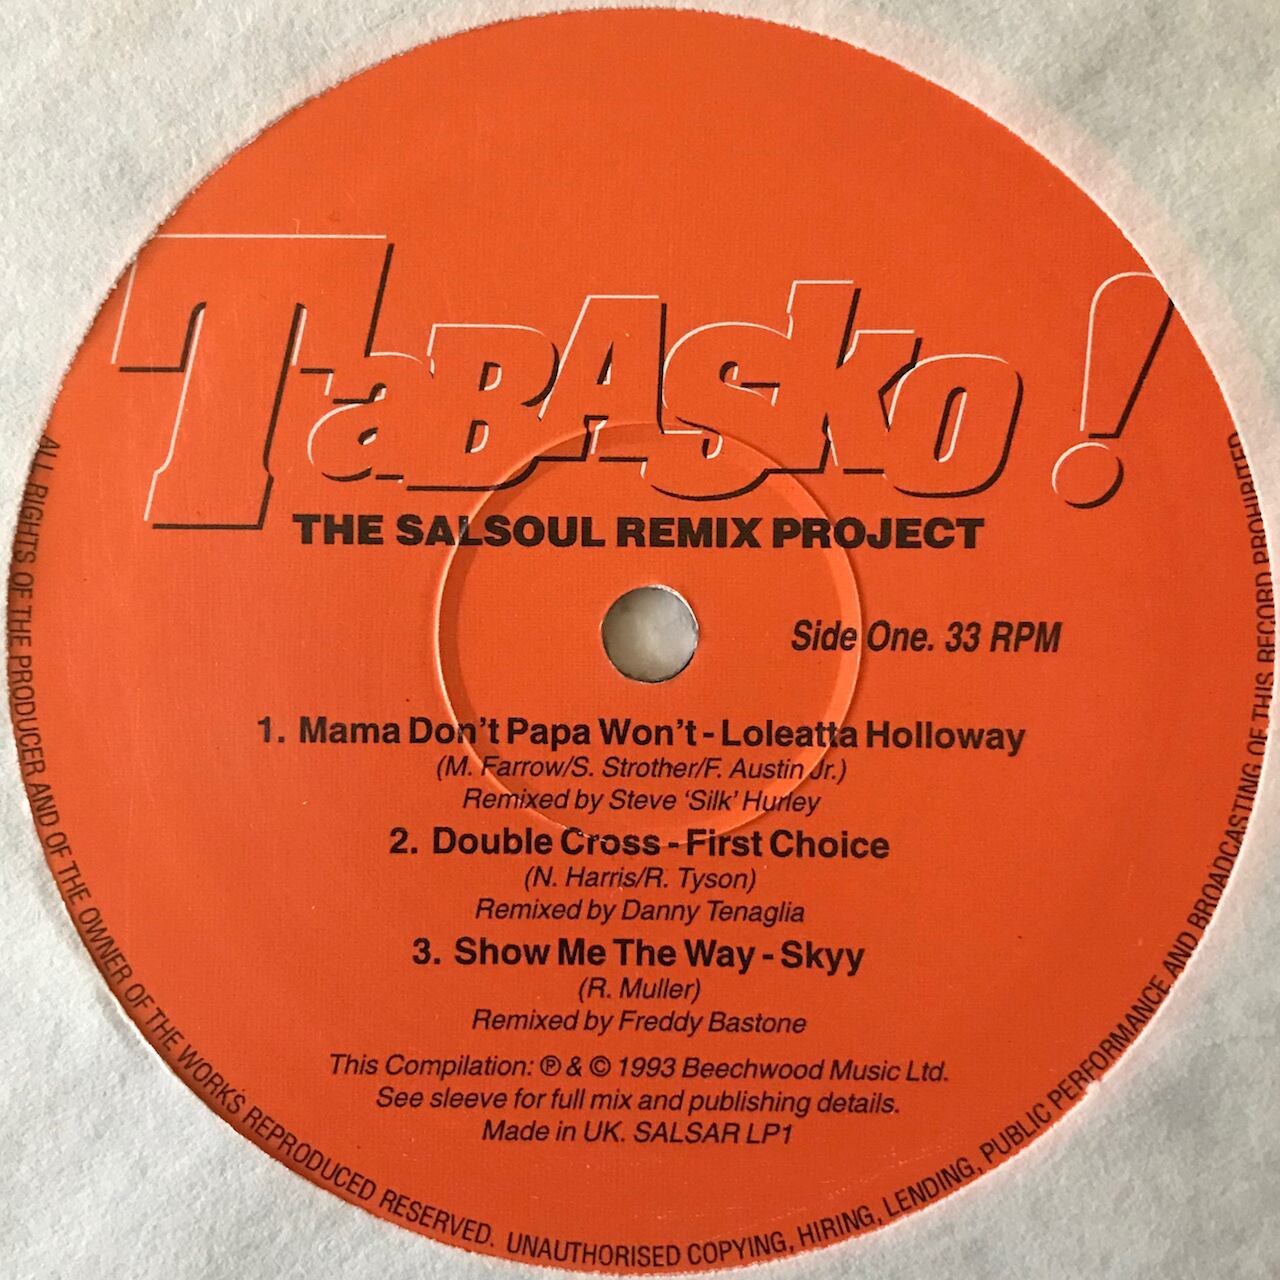 TaBASko!
THE SALSOUL REMIX PROJECT
Side One. 33 RPM
1. Mama Don't Papa Won't - Loleatta Holloway
(M. Farrow/S. Strother/F. Austin Jr.)
Remixed by Steve 'Silk' Hurley
2. Double Cross - First Choice
(N. Harris/R. Tyson)
Remixed by Danny Tenaglia
3. Show Me The Way - Skyy
(R. Muller)
Remixed by Freddy Bastone
This Compilation: ℗ & © 1993 Beechwood Music Ltd.
See sleeve for full mix and publishing details.
Made in UK. SALSAR LP1
ALL RIGHTS OF THE PRODUCER AND OF THE OWNER OF THE WORK'S REPRODUCED RESERVED. UNAUTHORISED COPYING, HIRING, LENDING, PUBLIC PERFORMANCE AND BROADCASTING OF THIS RECORD PROHIBITED